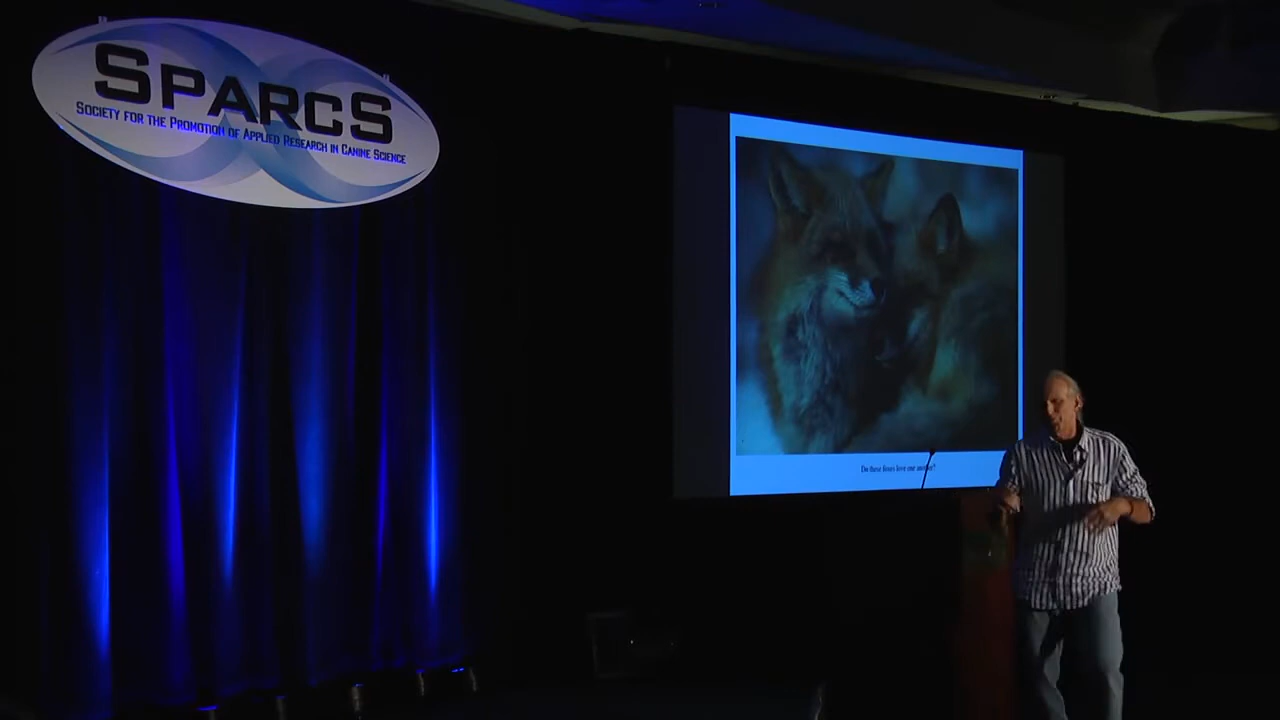 SPARCS
SOCIETY FOR THE PROMOTION OF APPLIED RESEARCH IN CANINE SCIENCE
Do these foxes love one another?